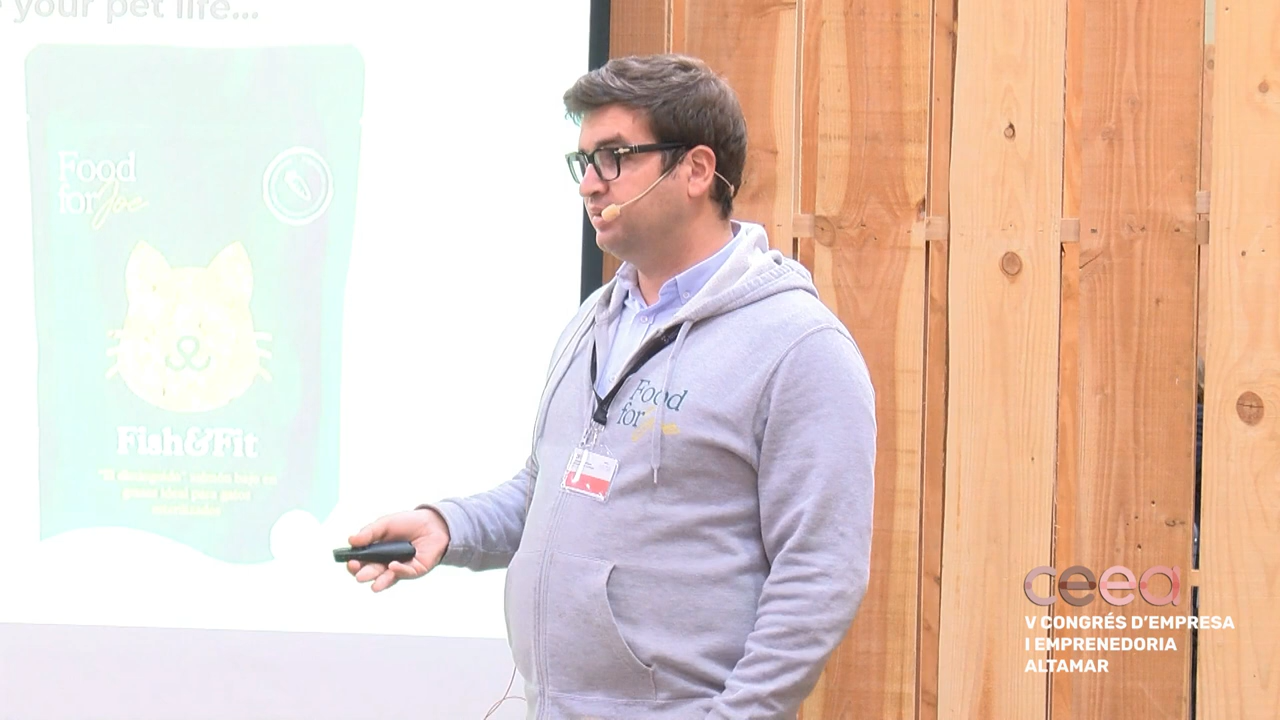 your pet life...
Food
for Joe
Fish&Fit
Food
for Joe
ceea
V CONGRÉS D'EMPRESA
I EMPRENEDORIA
ALTAMAR